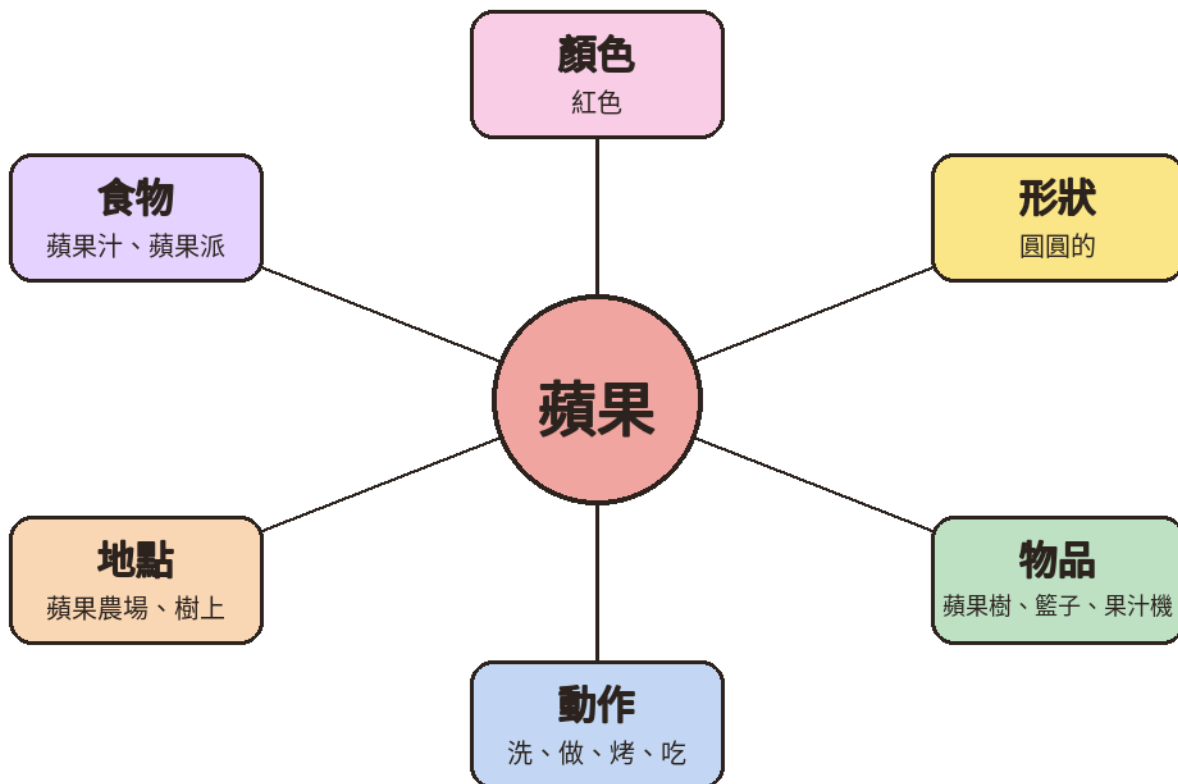 顏色
紅色
食物
蘋果汁、蘋果派
形狀
圓圓的
蘋果
地點
蘋果農場、樹上
物品
蘋果樹、籃子、果汁機
動作
洗、做、烤、吃